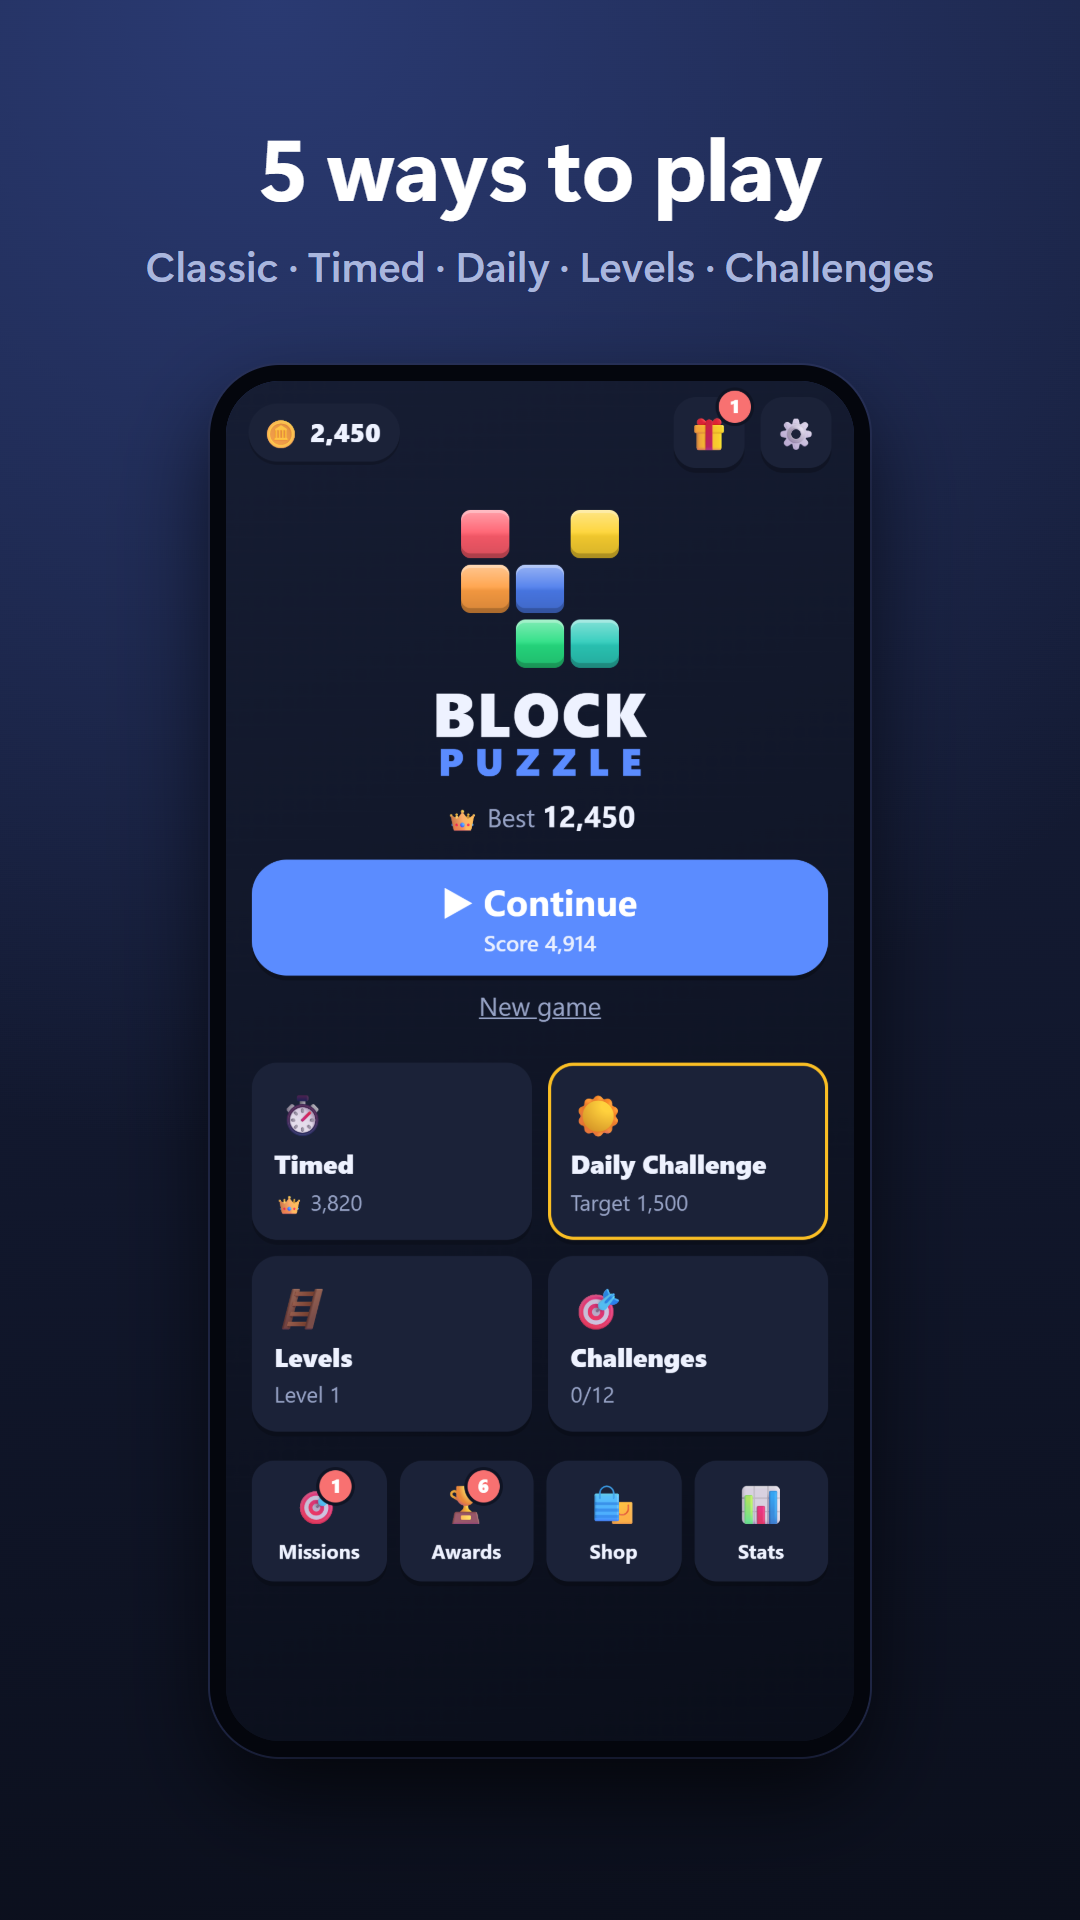 5 ways to play
Classic · Timed · Daily · Levels · Challenges
2,450
1
BLOCK
PUZZLE
Best 12,450
Continue
Score 4,914
New game
Timed
3,820
Daily Challenge
Target 1,500
Levels
Level 1
Challenges
0/12
1
Missions
6
Awards
Shop
Stats